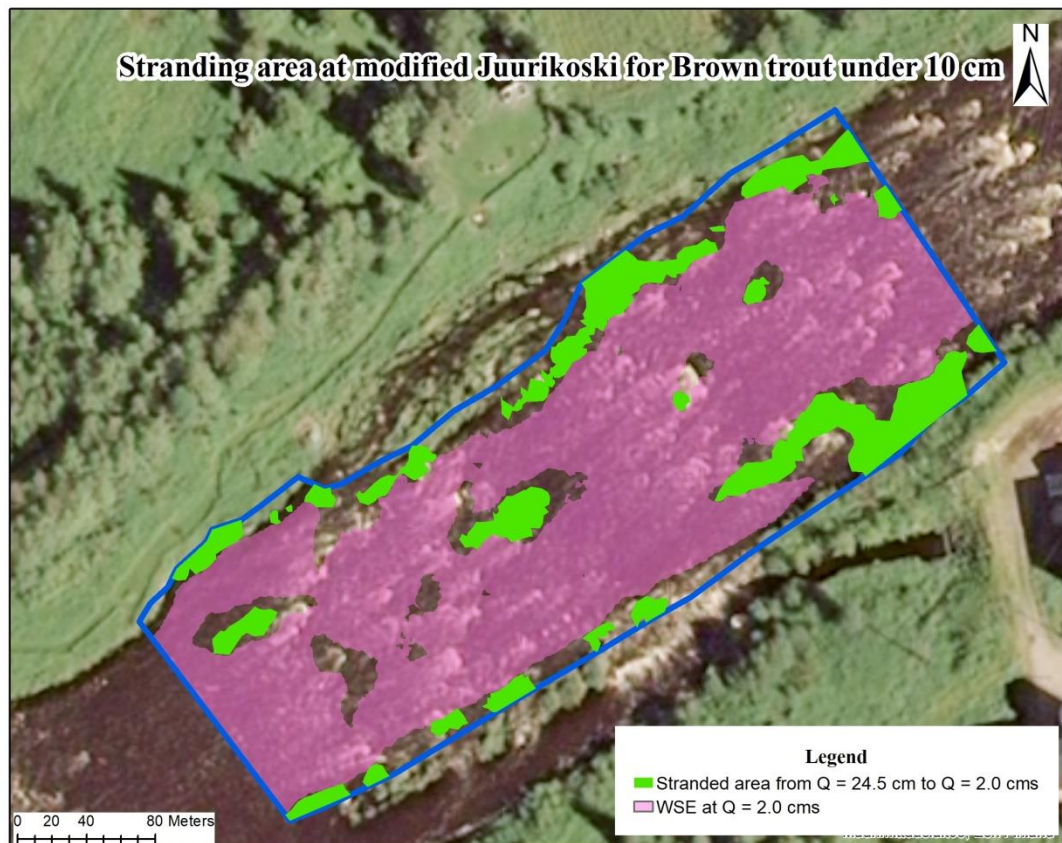 N
Stranding area at modified Juurikoski for Brown trout under 10 cm
Legend
Stranded area from Q = 24.5 cm to Q = 2.0 cms
WSE at Q = 2.0 cms
0 20 40 80 Meters